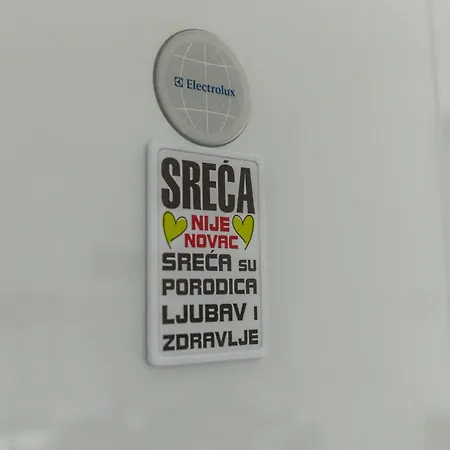 Electrolux
SREĆA
NIJE
NOVAC
SREĆA SU
PORODICA
LJUBAV I
ZDRAVLJE